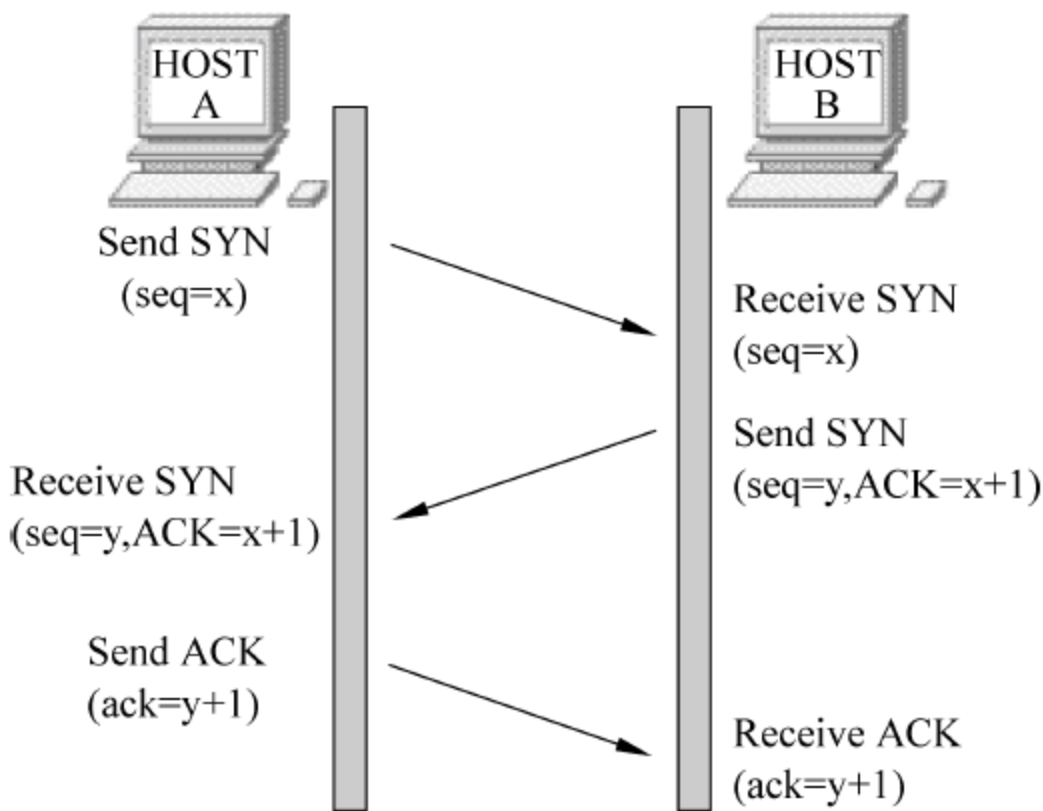 HOST
A
HOST
B
Send SYN
(seq=x)
Receive SYN
(seq=x)
Send SYN
(seq=y,ACK=x+1)
Receive SYN
(seq=y,ACK=x+1)
Send ACK
(ack=y+1)
Receive ACK
(ack=y+1)